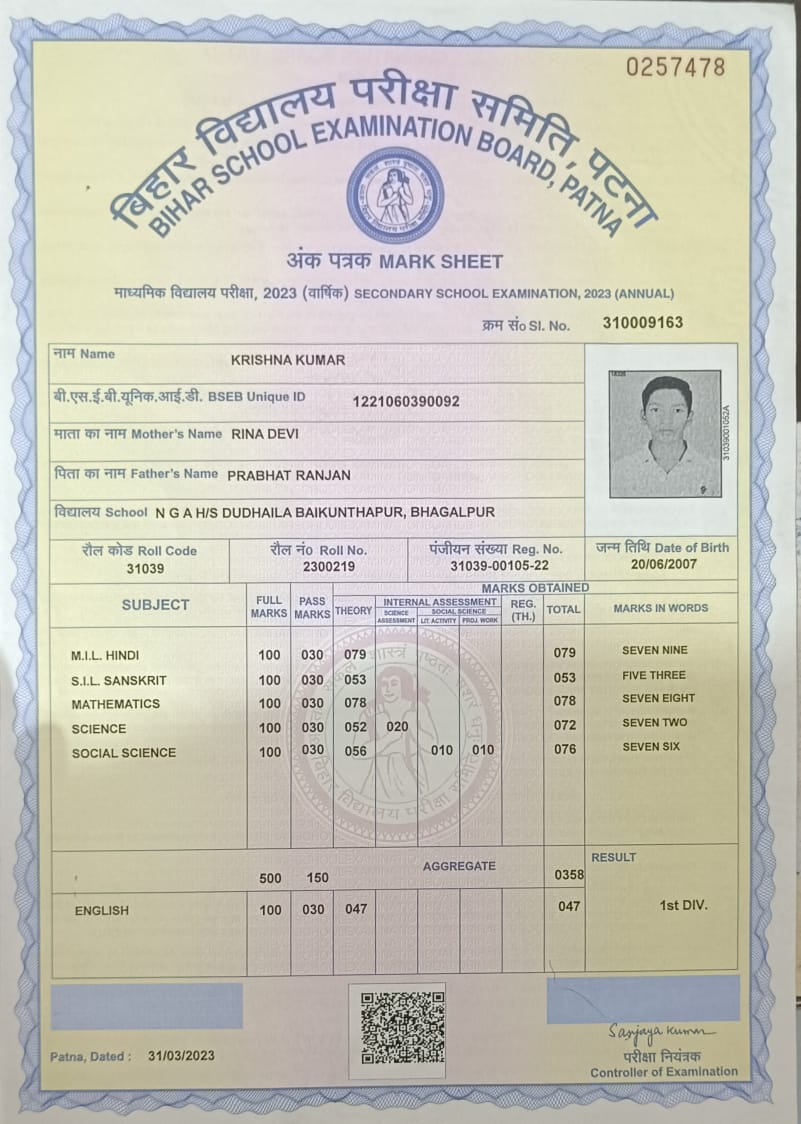 0257478
बिहार विद्यालय परीक्षा समिति, पटना
BIHAR SCHOOL EXAMINATION BOARD, PATNA
अंक पत्रक MARK SHEET
माध्यमिक विद्यालय परीक्षा, 2023 (वार्षिक) SECONDARY SCHOOL EXAMINATION, 2023 (ANNUAL)
क्रम सं० Sl. No. 310009163
नाम Name KRISHNA KUMAR
बी.एस.ई.बी.यूनिक.आई.डी. BSEB Unique ID 1221060390092
माता का नाम Mother's Name RINA DEVI
पिता का नाम Father's Name PRABHAT RANJAN
विद्यालय School N G A H/S DUDHAILA BAIKUNTHAPUR, BHAGALPUR
31039001052A
रौल कोड Roll Code रौल नं० Roll No. पंजीयन संख्या Reg. No. जन्म तिथि Date of Birth
31039 2300219 31039-00105-22 20/06/2007
SUBJECT FULL MARKS PASS MARKS MARKS OBTAINED
THEORY INTERNAL ASSESSMENT REG. (TH.) TOTAL MARKS IN WORDS
SCIENCE ASSESSMENT SOCIAL SCIENCE LIT. ACTIVITY PROJ. WORK
M.I.L. HINDI 100 030 079 079 SEVEN NINE
S.I.L. SANSKRIT 100 030 053 053 FIVE THREE
MATHEMATICS 100 030 078 078 SEVEN EIGHT
SCIENCE 100 030 052 020 072 SEVEN TWO
SOCIAL SCIENCE 100 030 056 010 010 076 SEVEN SIX
बिहार विद्यालय परीक्षा समिति
500 150 AGGREGATE 0358 RESULT
ENGLISH 100 030 047 047 1st DIV.
Patna, Dated : 31/03/2023
Sanjaya Kumar
परीक्षा नियंत्रक
Controller of Examination